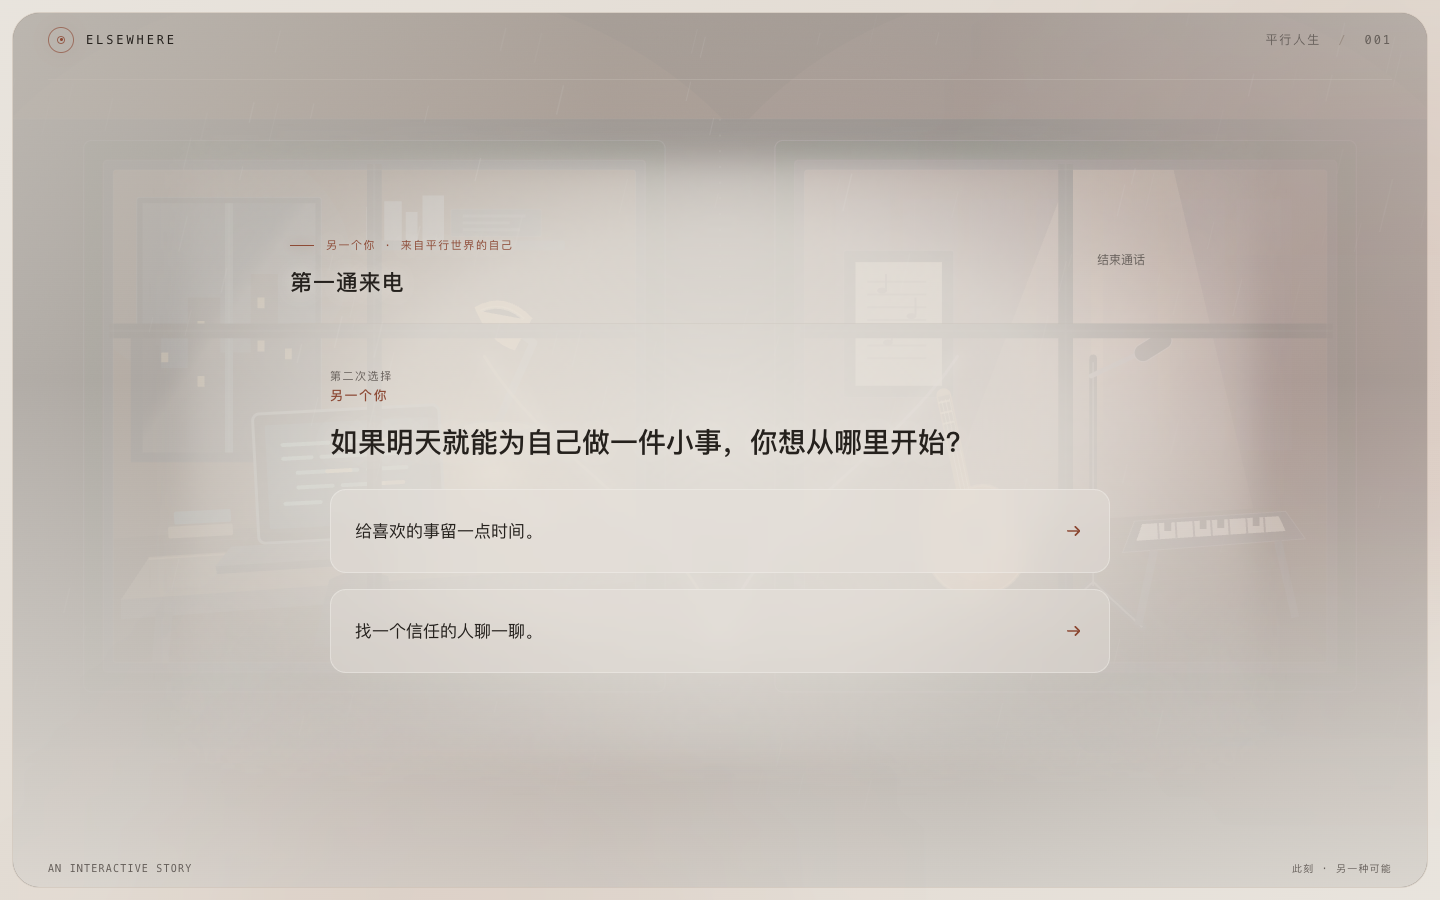 ELSEWHERE
平行人生 / 001
另一个你 · 来自平行世界的自己
第一通来电
结束通话
第二次选择
另一个你
如果明天就能为自己做一件小事，你想从哪里开始？
给喜欢的事留一点时间。
找一个信任的人聊一聊。
AN INTERACTIVE STORY
此刻 · 另一种可能